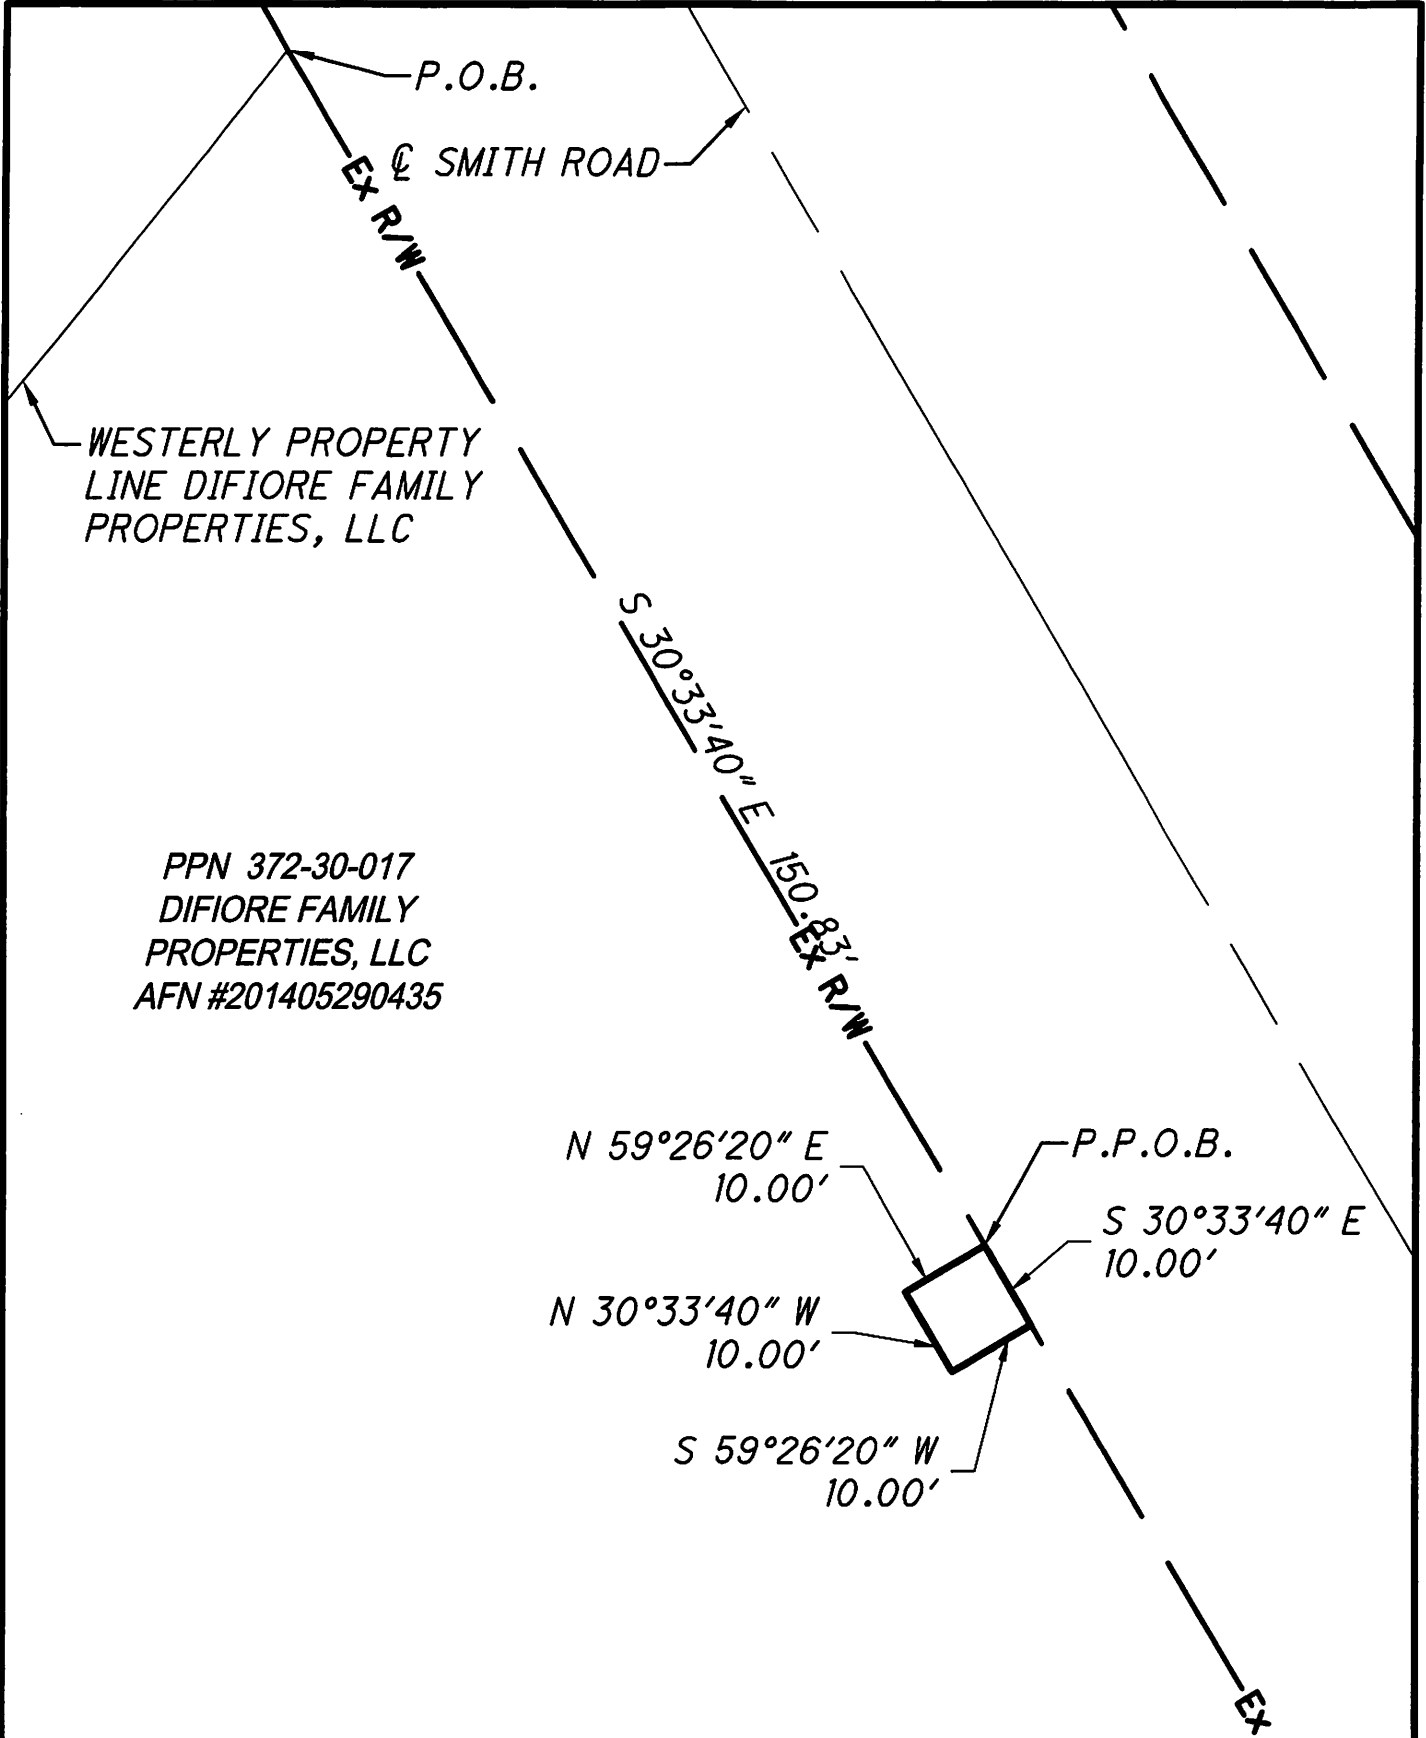 P.O.B.
℄ SMITH ROAD
Ex R/W
WESTERLY PROPERTY
LINE DIFIORE FAMILY
PROPERTIES, LLC
S 30°33'40" E 150.83'
PPN 372-30-017
DIFIORE FAMILY
PROPERTIES, LLC
AFN #201405290435
Ex R/W
N 59°26'20" E
10.00'
P.P.O.B.
S 30°33'40" E
10.00'
N 30°33'40" W
10.00'
S 59°26'20" W
10.00'
Ex